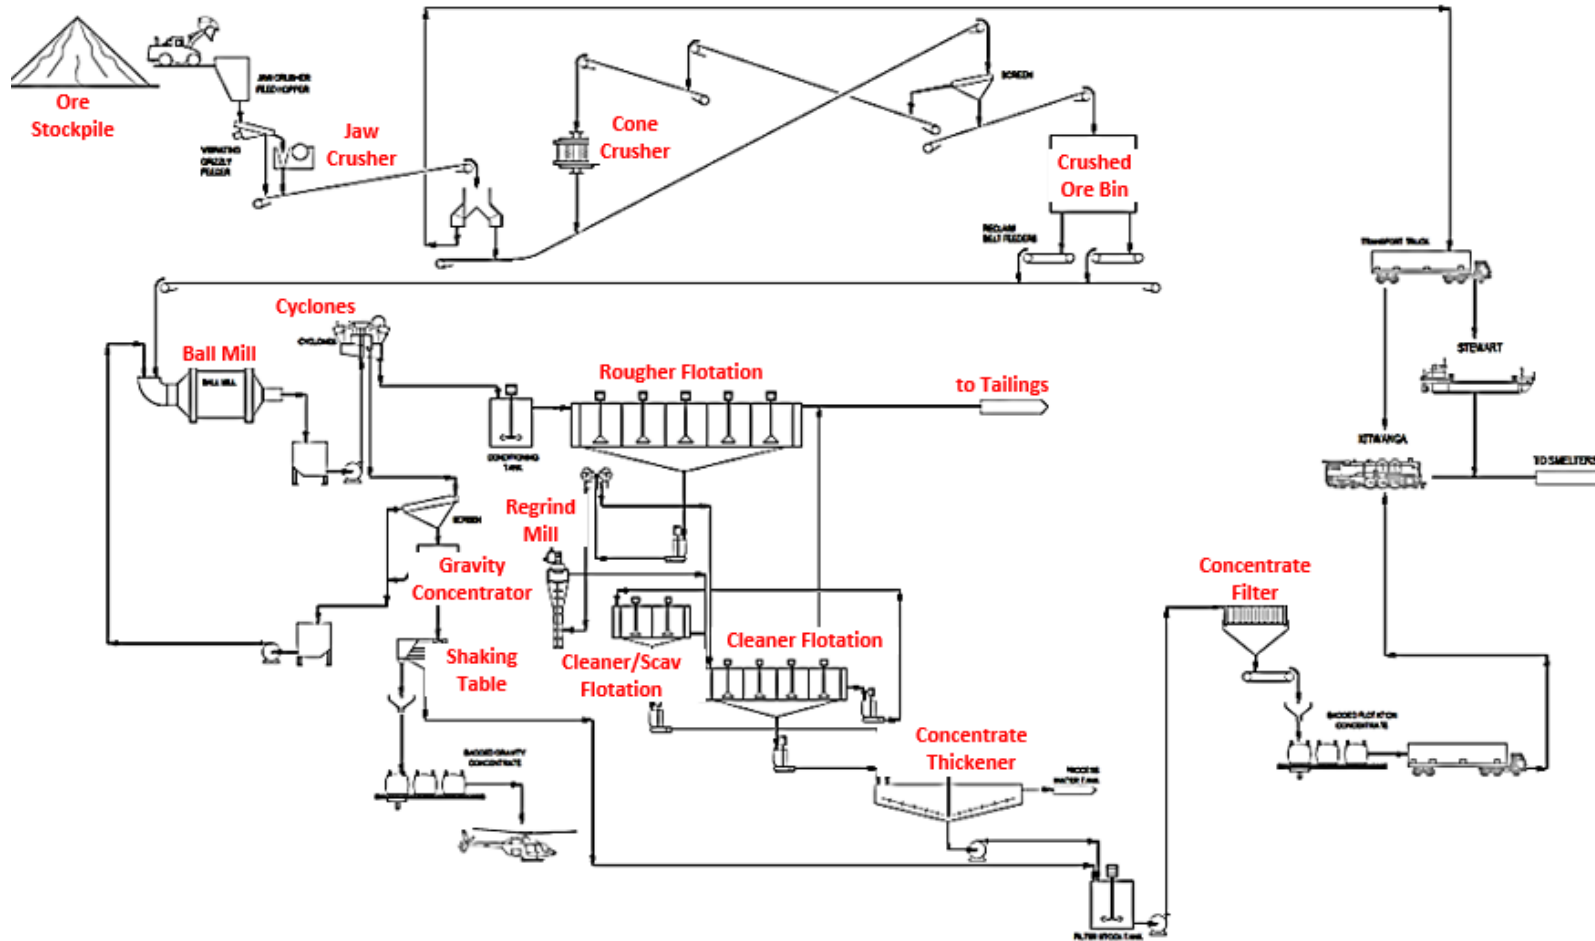 Ore
Stockpile
JAW CRUSHER
FEED HOPPER
VIBRATING
GRIZZLY
FEEDER
Jaw
Crusher
Cone
Crusher
SCREEN
Crushed
Ore Bin
RECLAIM
BELT FEEDERS
TRANSPORT TRUCK
STEWART
KITWANGA
TO SMELTERS
Cyclones
CYCLONES
Ball Mill
BALL MILL
Rougher Flotation
to Tailings
CONDITIONING
TANK
SCREEN
Regrind
Mill
Gravity
Concentrator
Shaking
Table
Cleaner/Scav
Flotation
Cleaner Flotation
Concentrate
Thickener
PROCESS
WATER TANK
Concentrate
Filter
BAGGED GRAVITY
CONCENTRATE
BAGGED FLOTATION
CONCENTRATE
FILTER STOCK TANK